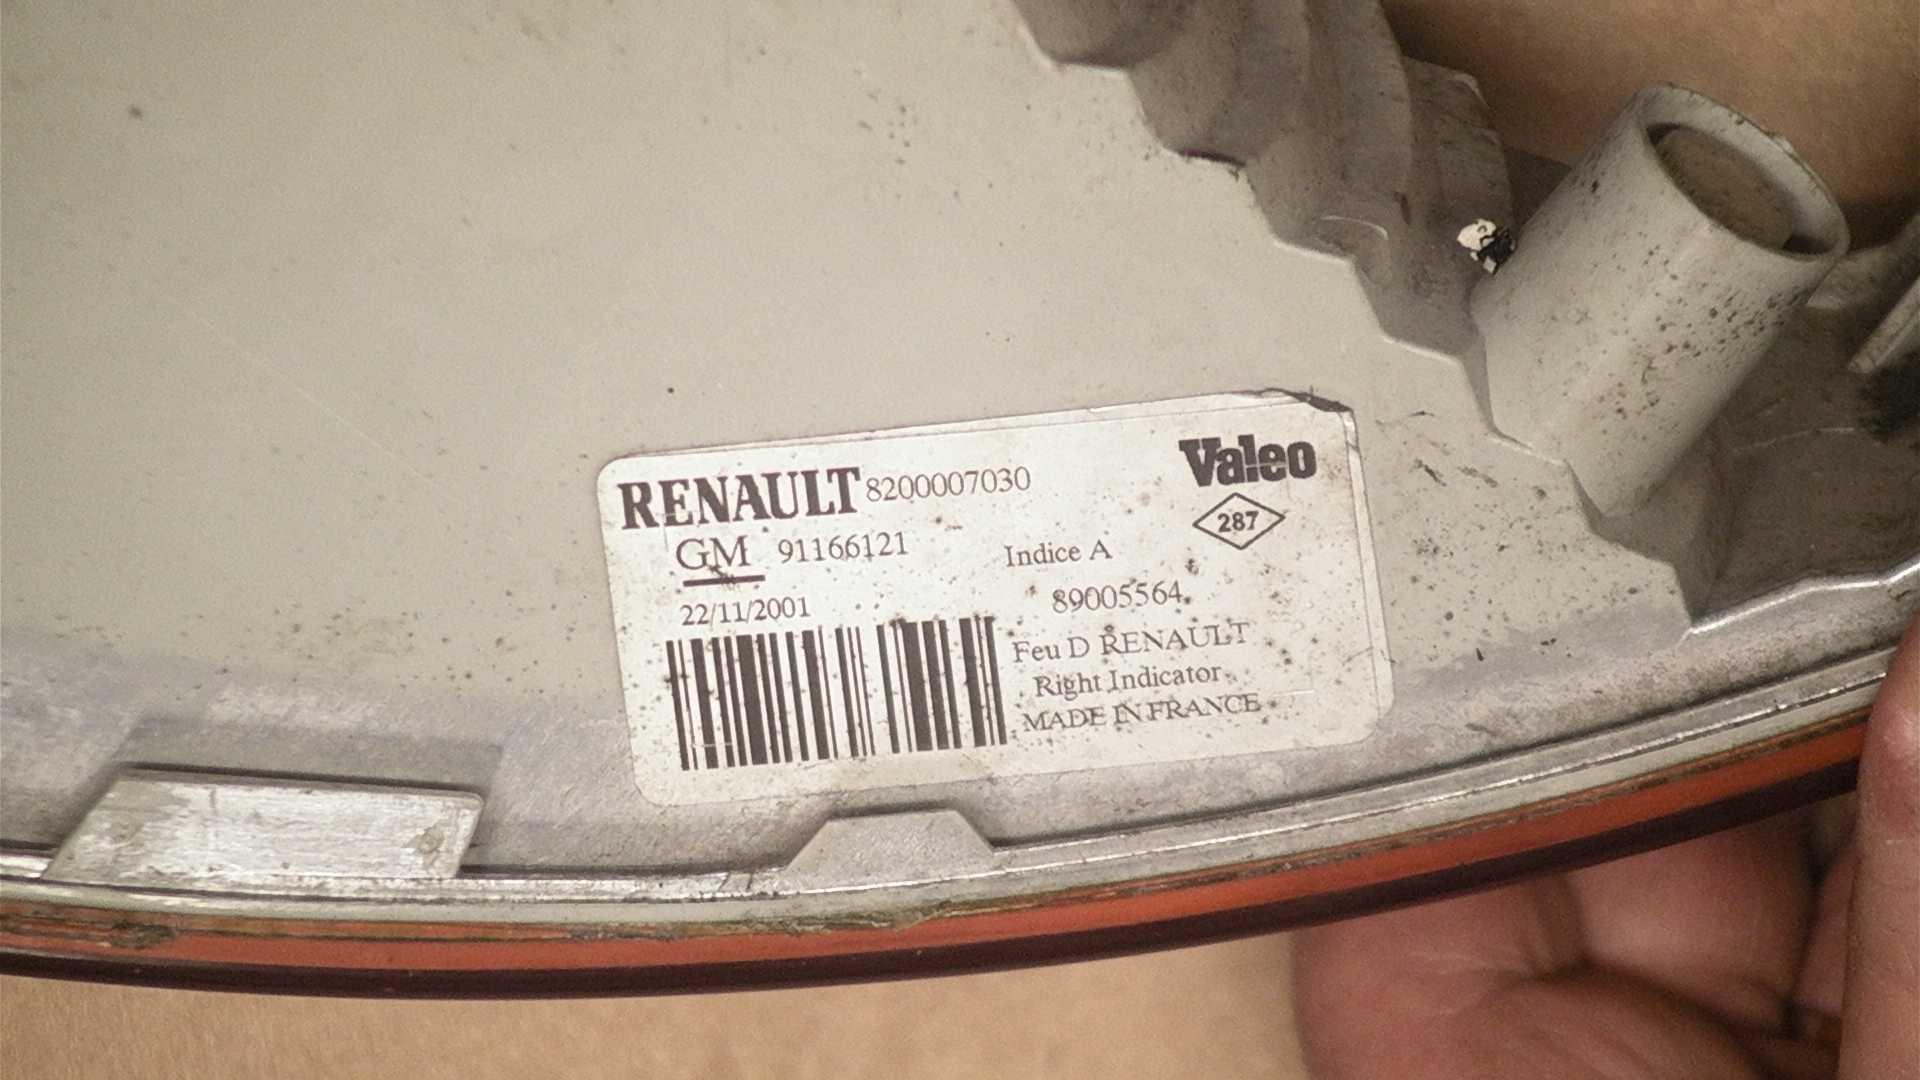 RENAULT 8200007030
Valeo
287
GM 91166121
Indice A
22/11/2001
89005564
Feu D RENAULT
Right Indicator
MADE IN FRANCE